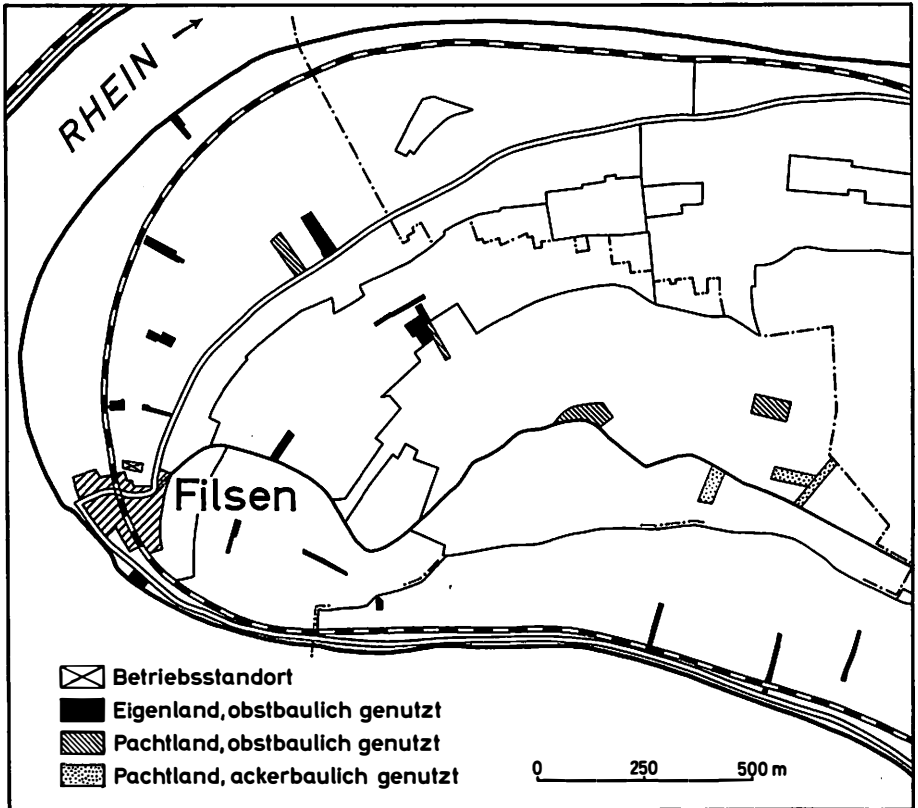 RHEIN →
Filsen
Betriebsstandort
Eigenland, obstbaulich genutzt
Pachtland, obstbaulich genutzt
Pachtland, ackerbaulich genutzt
0 250 500 m